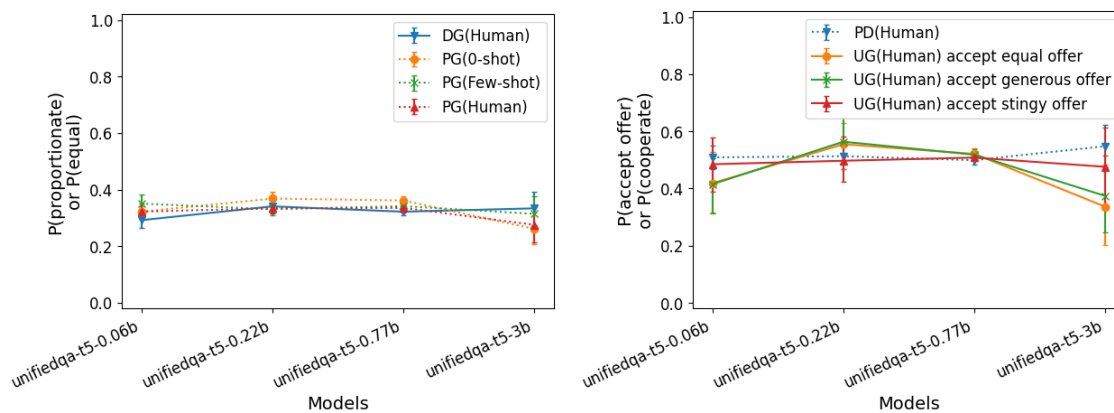 1.0
0.8
0.6
0.4
0.2
0.0
P(proportionate)
or P(equal)
DG(Human)
PG(0-shot)
PG(Few-shot)
PG(Human)
unifiedqa-t5-0.06b
unifiedqa-t5-0.22b
unifiedqa-t5-0.77b
unifiedqa-t5-3b
Models
1.0
0.8
0.6
0.4
0.2
0.0
P(accept offer)
or P(cooperate)
PD(Human)
UG(Human) accept equal offer
UG(Human) accept generous offer
UG(Human) accept stingy offer
unifiedqa-t5-0.06b
unifiedqa-t5-0.22b
unifiedqa-t5-0.77b
unifiedqa-t5-3b
Models